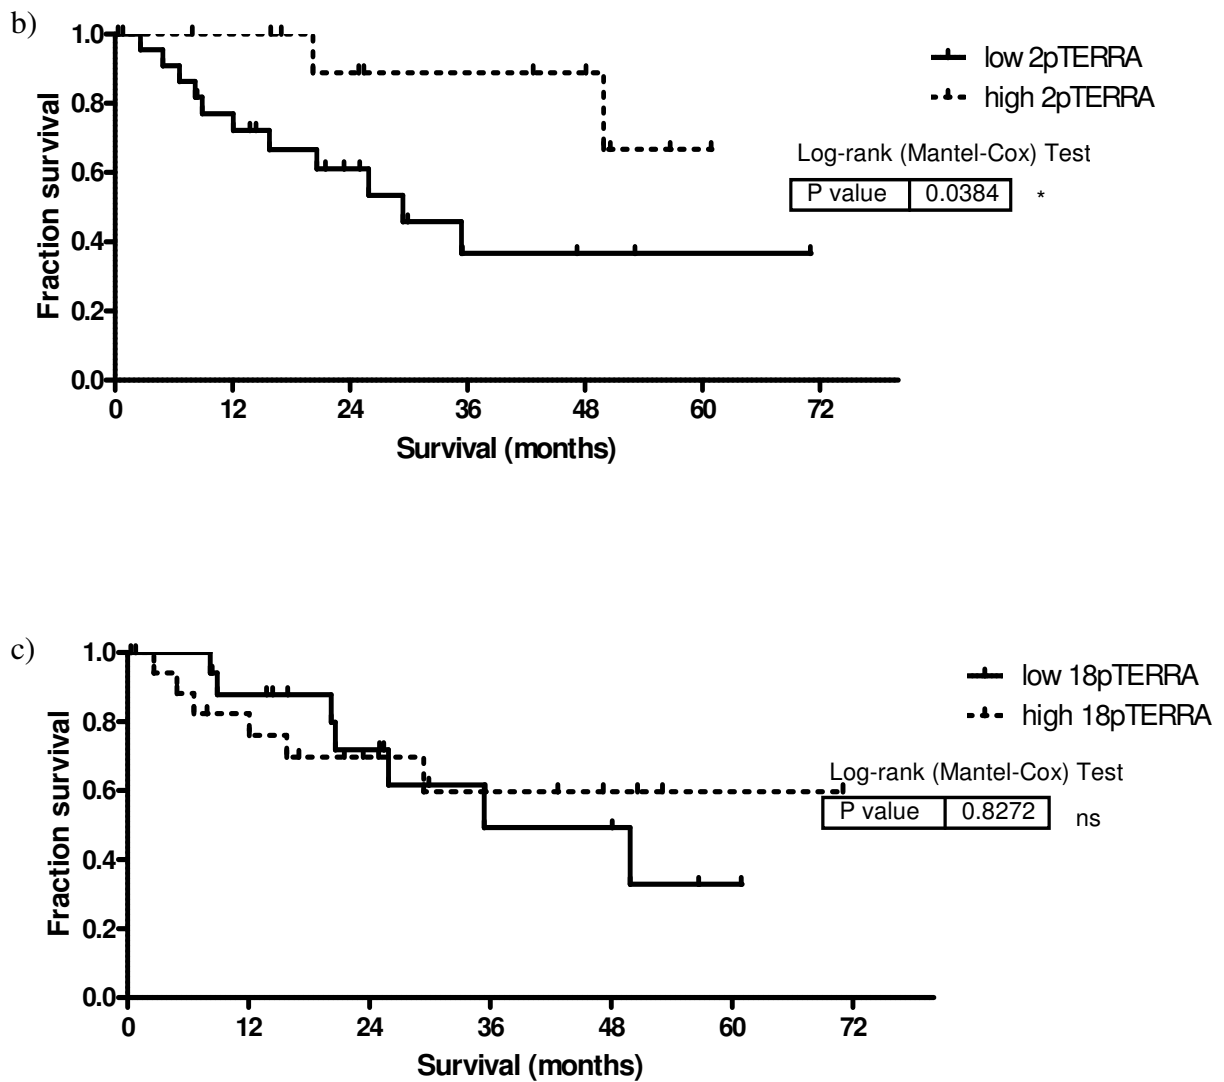 b)
1.0
0.8
0.6
0.4
0.2
0.0
Fraction survival
0 12 24 36 48 60 72
Survival (months)
low 2pTERRA
high 2pTERRA
Log-rank (Mantel-Cox) Test
P value 0.0384 *
c)
1.0
0.8
0.6
0.4
0.2
0.0
Fraction survival
0 12 24 36 48 60 72
Survival (months)
low 18pTERRA
high 18pTERRA
Log-rank (Mantel-Cox) Test
P value 0.8272 ns